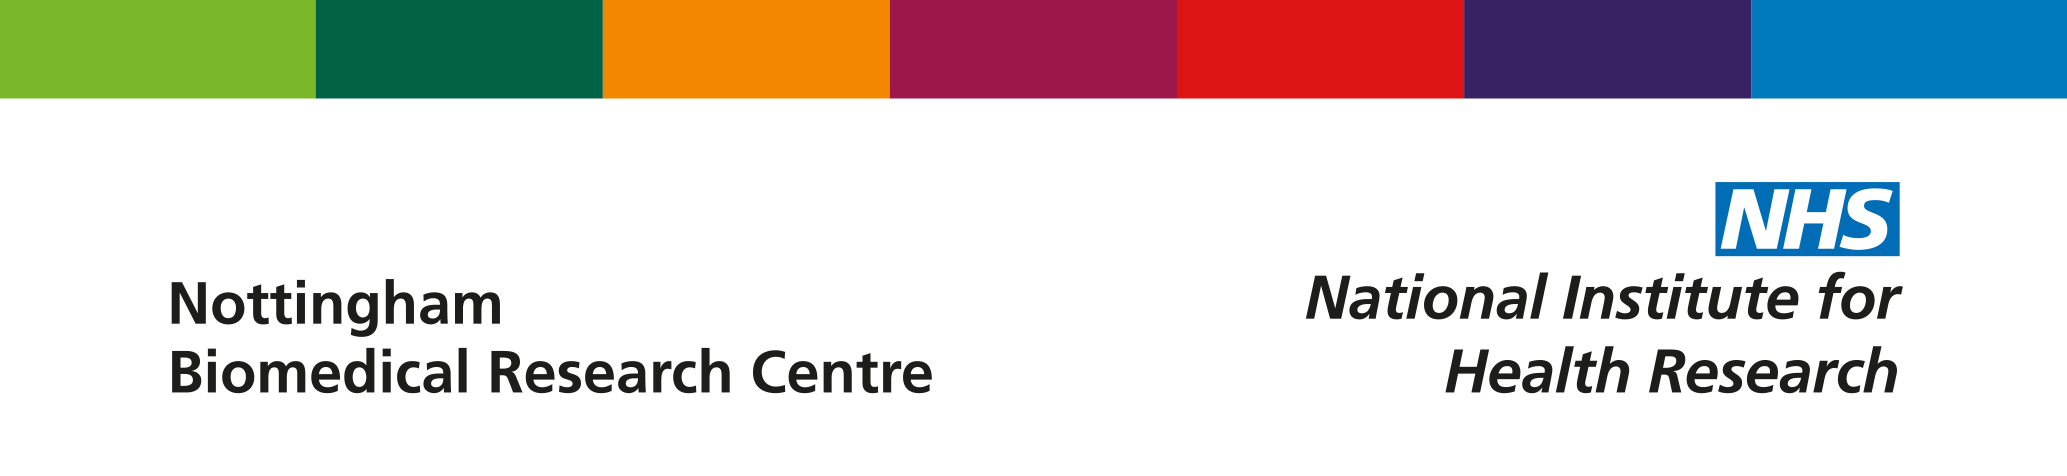 Nottingham
Biomedical Research Centre
NHS
National Institute for
Health Research